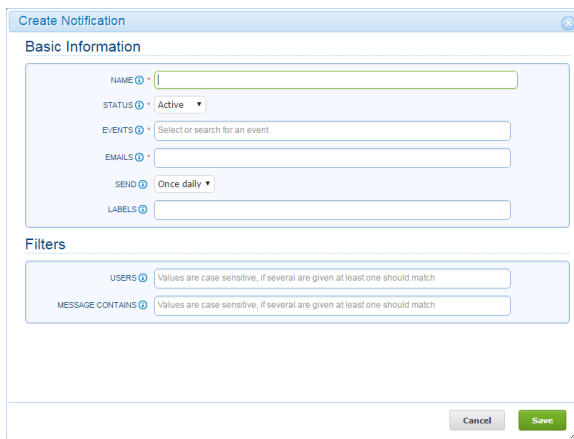 Create Notification
Basic Information
NAME *
STATUS * Active
EVENTS * Select or search for an event
EMAILS *
SEND Once daily
LABELS
Filters
USERS Values are case sensitive, if several are given at least one should match
MESSAGE CONTAINS Values are case sensitive, if several are given at least one should match
Cancel Save